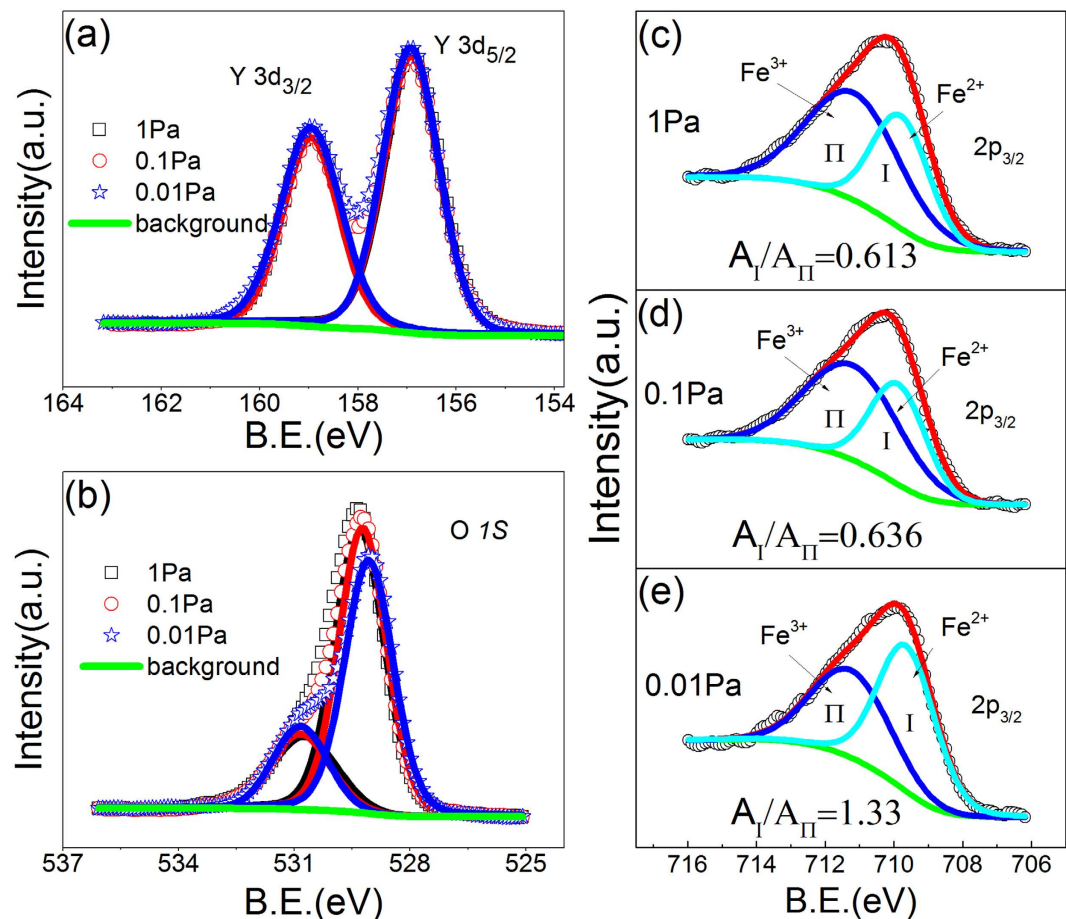 (a)
Y 3d3/2
Y 3d5/2
1Pa
0.1Pa
0.01Pa
background
Intensity(a.u.)
164 162 160 158 156 154
B.E.(eV)
(b)
O 1S
1Pa
0.1Pa
0.01Pa
background
Intensity(a.u.)
537 534 531 528 525
B.E.(eV)
Intensity(a.u.)
(c)
1Pa
Fe3+
Fe2+
2p3/2
Π
I
AI/AΠ=0.613
(d)
0.1Pa
Fe3+
Fe2+
2p3/2
Π
I
AI/AΠ=0.636
(e)
0.01Pa
Fe3+
Fe2+
2p3/2
Π
I
AI/AΠ=1.33
716 714 712 710 708 706
B.E.(eV)